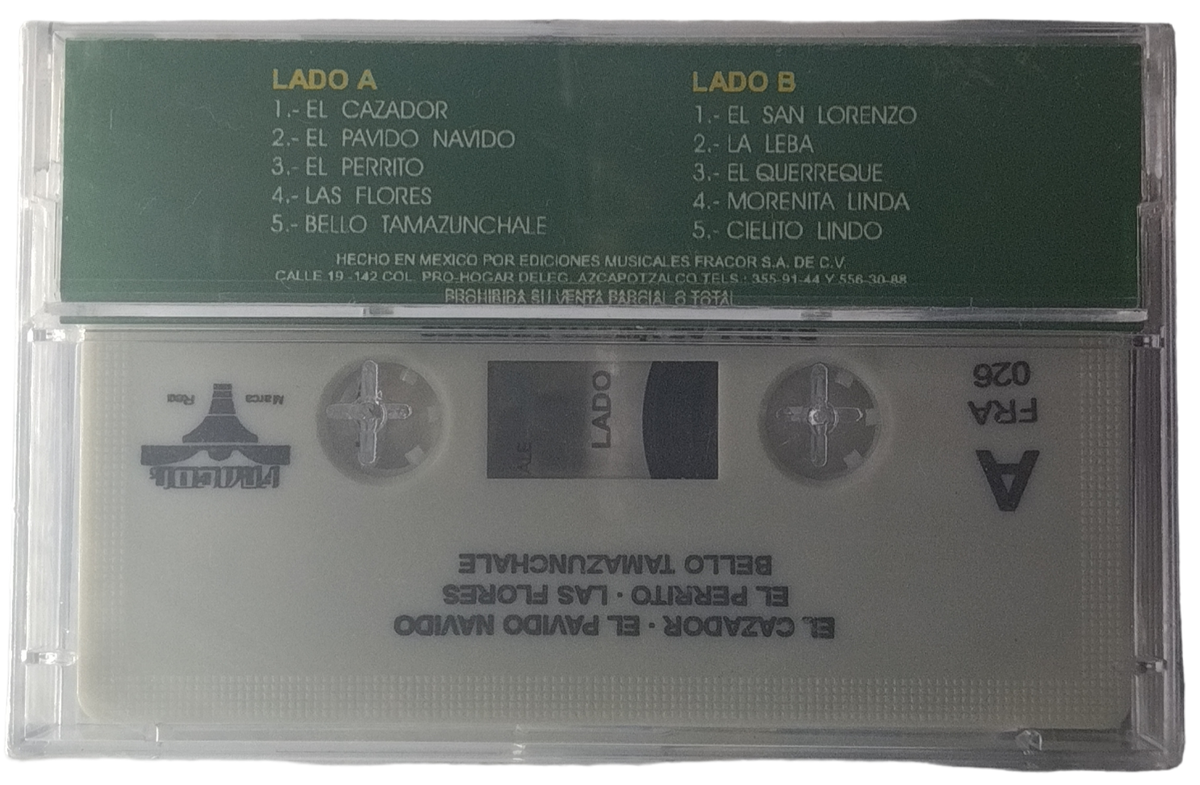 LADO A
1.- EL CAZADOR
2.- EL PAVIDO NAVIDO
3.- EL PERRITO
4.- LAS FLORES
5.- BELLO TAMAZUNCHALE
LADO B
1.- EL SAN LORENZO
2.- LA LEBA
3.- EL QUERREQUE
4.- MORENITA LINDA
5.- CIELITO LINDO
HECHO EN MEXICO POR EDICIONES MUSICALES FRACOR S.A. DE C.V.
CALLE 19 -142 COL. PRO-HOGAR DELEG. AZCAPOTZALCO TELS: 355-91-44 Y 556-30-88
PROHIBIDA SU VENTA PARCIAL O TOTAL
EL CAZADOR · EL PAVIDO NAVIDO
EL PERRITO · LAS FLORES
BELLO TAMAZUNCHALE
A
FRA
026
FRACOR
Marca Reg
LADO
ALE